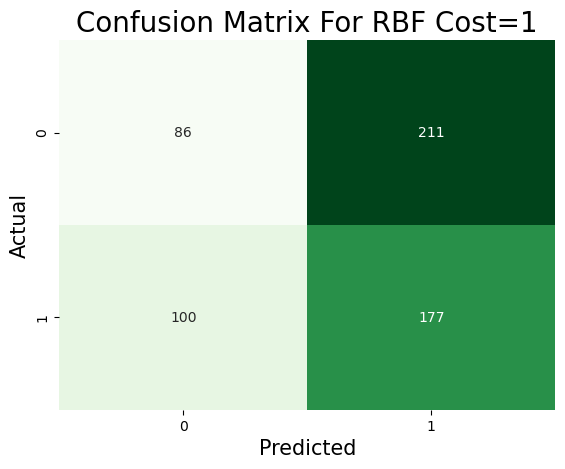 Confusion Matrix For RBF Cost=1
Actual
0
86
211
1
100
177
0
1
Predicted